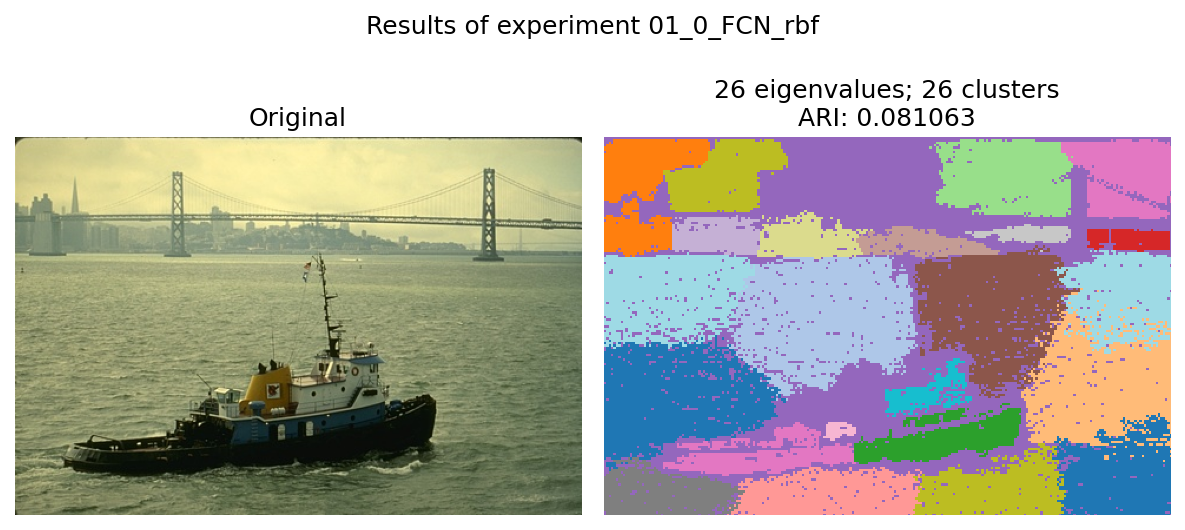 Results of experiment 01_0_FCN_rbf
Original
26 eigenvalues; 26 clusters
ARI: 0.081063